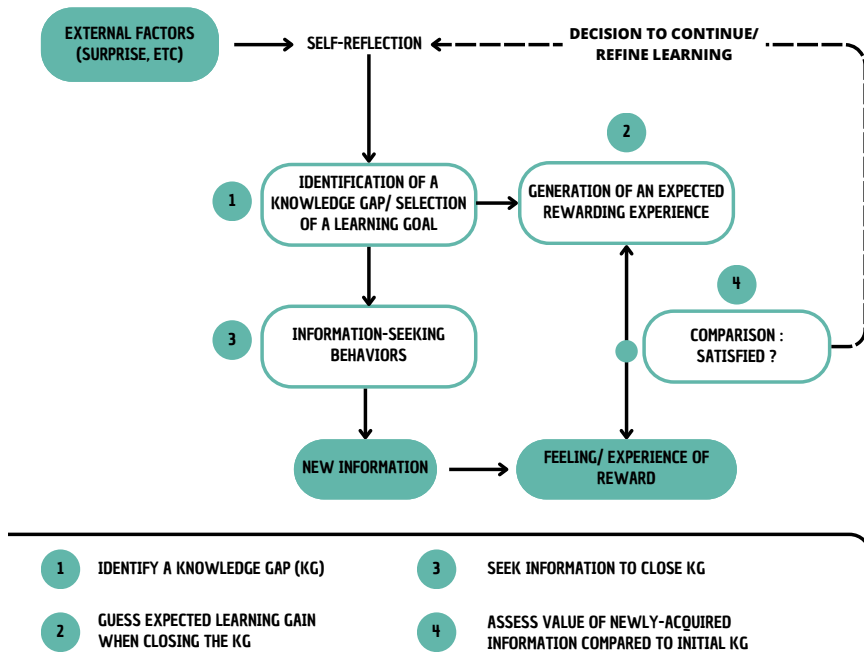 EXTERNAL FACTORS
(SURPRISE, ETC)
SELF-REFLECTION
DECISION TO CONTINUE/
REFINE LEARNING
2
1
IDENTIFICATION OF A
KNOWLEDGE GAP/ SELECTION
OF A LEARNING GOAL
GENERATION OF AN EXPECTED
REWARDING EXPERIENCE
4
3
INFORMATION-SEEKING
BEHAVIORS
COMPARISON :
SATISFIED ?
NEW INFORMATION
FEELING/ EXPERIENCE OF
REWARD
1
IDENTIFY A KNOWLEDGE GAP (KG)
2
GUESS EXPECTED LEARNING GAIN
WHEN CLOSING THE KG
3
SEEK INFORMATION TO CLOSE KG
4
ASSESS VALUE OF NEWLY-ACQUIRED
INFORMATION COMPARED TO INITIAL KG